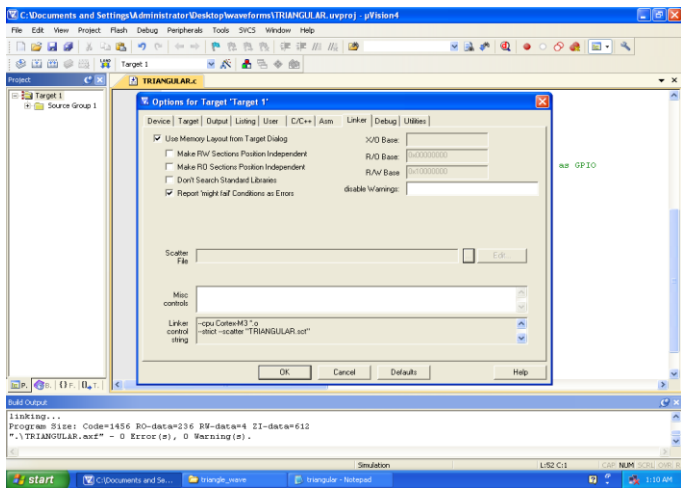 C:\Documents and Settings\Administrator\Desktop\waveforms\TRIANGULAR.uvproj - µVision4
File Edit View Project Flash Debug Peripherals Tools SVCS Window Help
Target 1
Project
TRIANGULAR.c
Target 1
Source Group 1
Options for Target 'Target 1'
Device Target Output Listing User C/C++ Asm Linker Debug Utilities
Use Memory Layout from Target Dialog
X/O Base:
Make RW Sections Position Independent
R/O Base: 0x00000000
Make RO Sections Position Independent
R/W Base 0x10000000
Don't Search Standard Libraries
disable Warnings:
Report 'might fail' Conditions as Errors
as GPIO
Scatter
File
Edit...
Misc
controls
Linker
control
string
--cpu Cortex-M3 *.o
--strict --scatter "TRIANGULAR.sct"
OK Cancel Defaults Help
P. B. {} F. T.
Build Output
linking...
Program Size: Code=1456 RO-data=236 RW-data=4 ZI-data=612
".\TRIANGULAR.axf" - 0 Error(s), 0 Warning(s).
Simulation L:52 C:1 CAP NUM SCRL OVR
start C:\Documents and Se... triangle_wave triangular - Notepad 1:10 AM